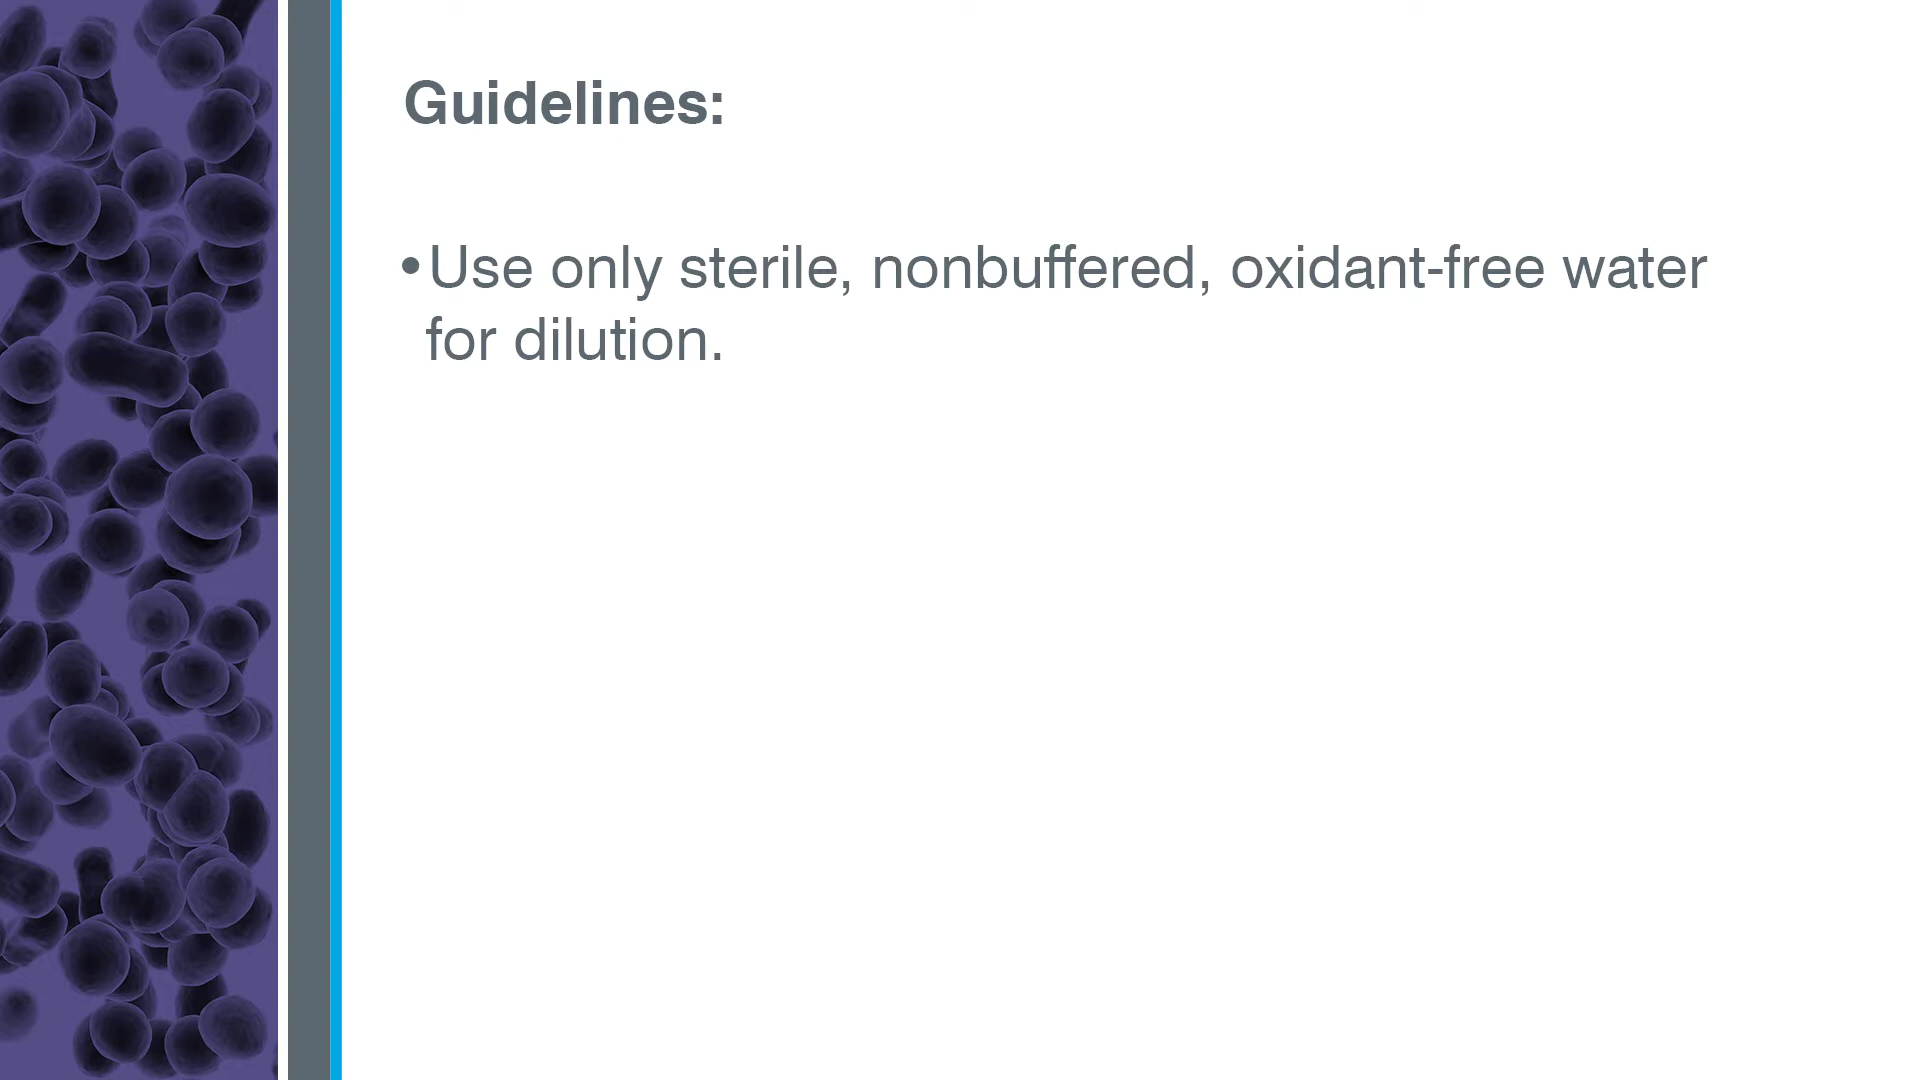 Guidelines:
•Use only sterile, nonbuffered, oxidant-free water
for dilution.